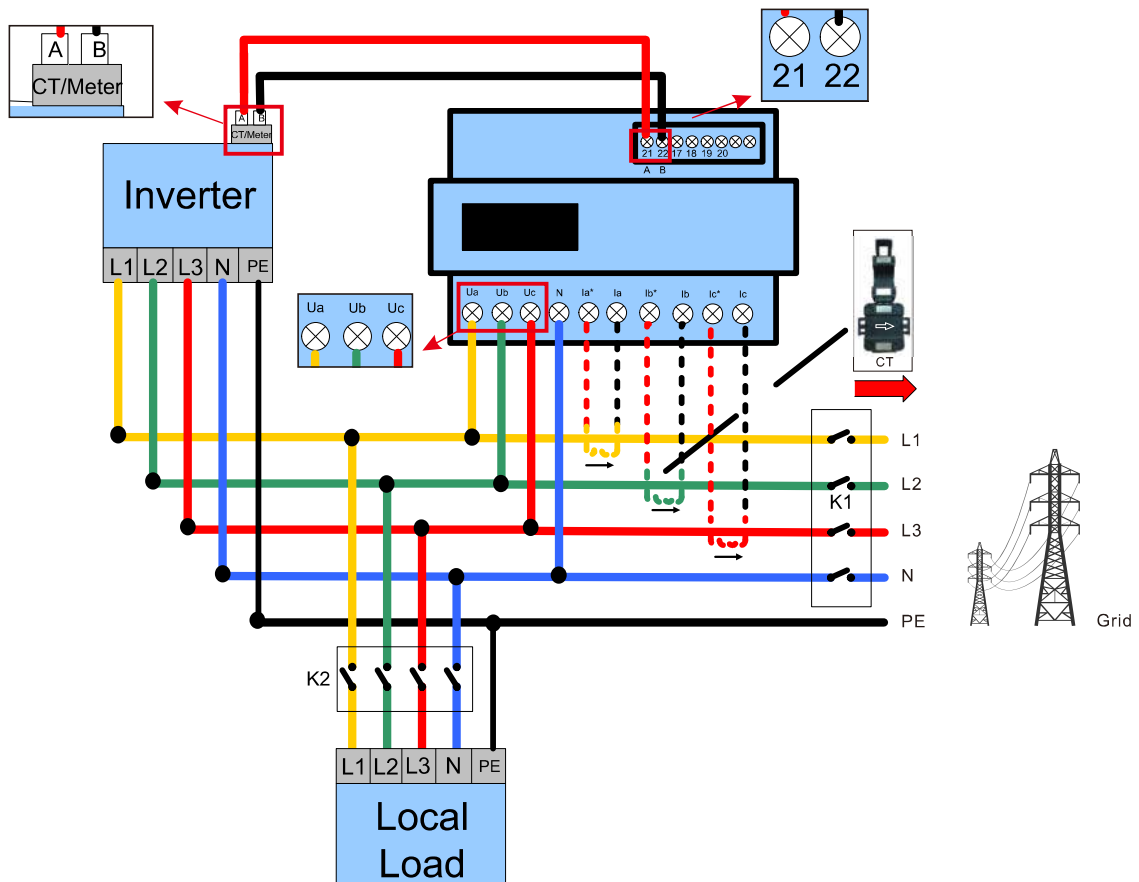 A B
CT/Meter
21 22
A B
CT/Meter
21 22 17 18 19 20
A B
Inverter
L1 L2 L3 N PE
Ua Ub Uc
Ua Ub Uc N Ia* Ia Ib* Ib Ic* Ic
CT
L1
L2
K1
L3
N
PE
Grid
K2
L1 L2 L3 N PE
Local
Load